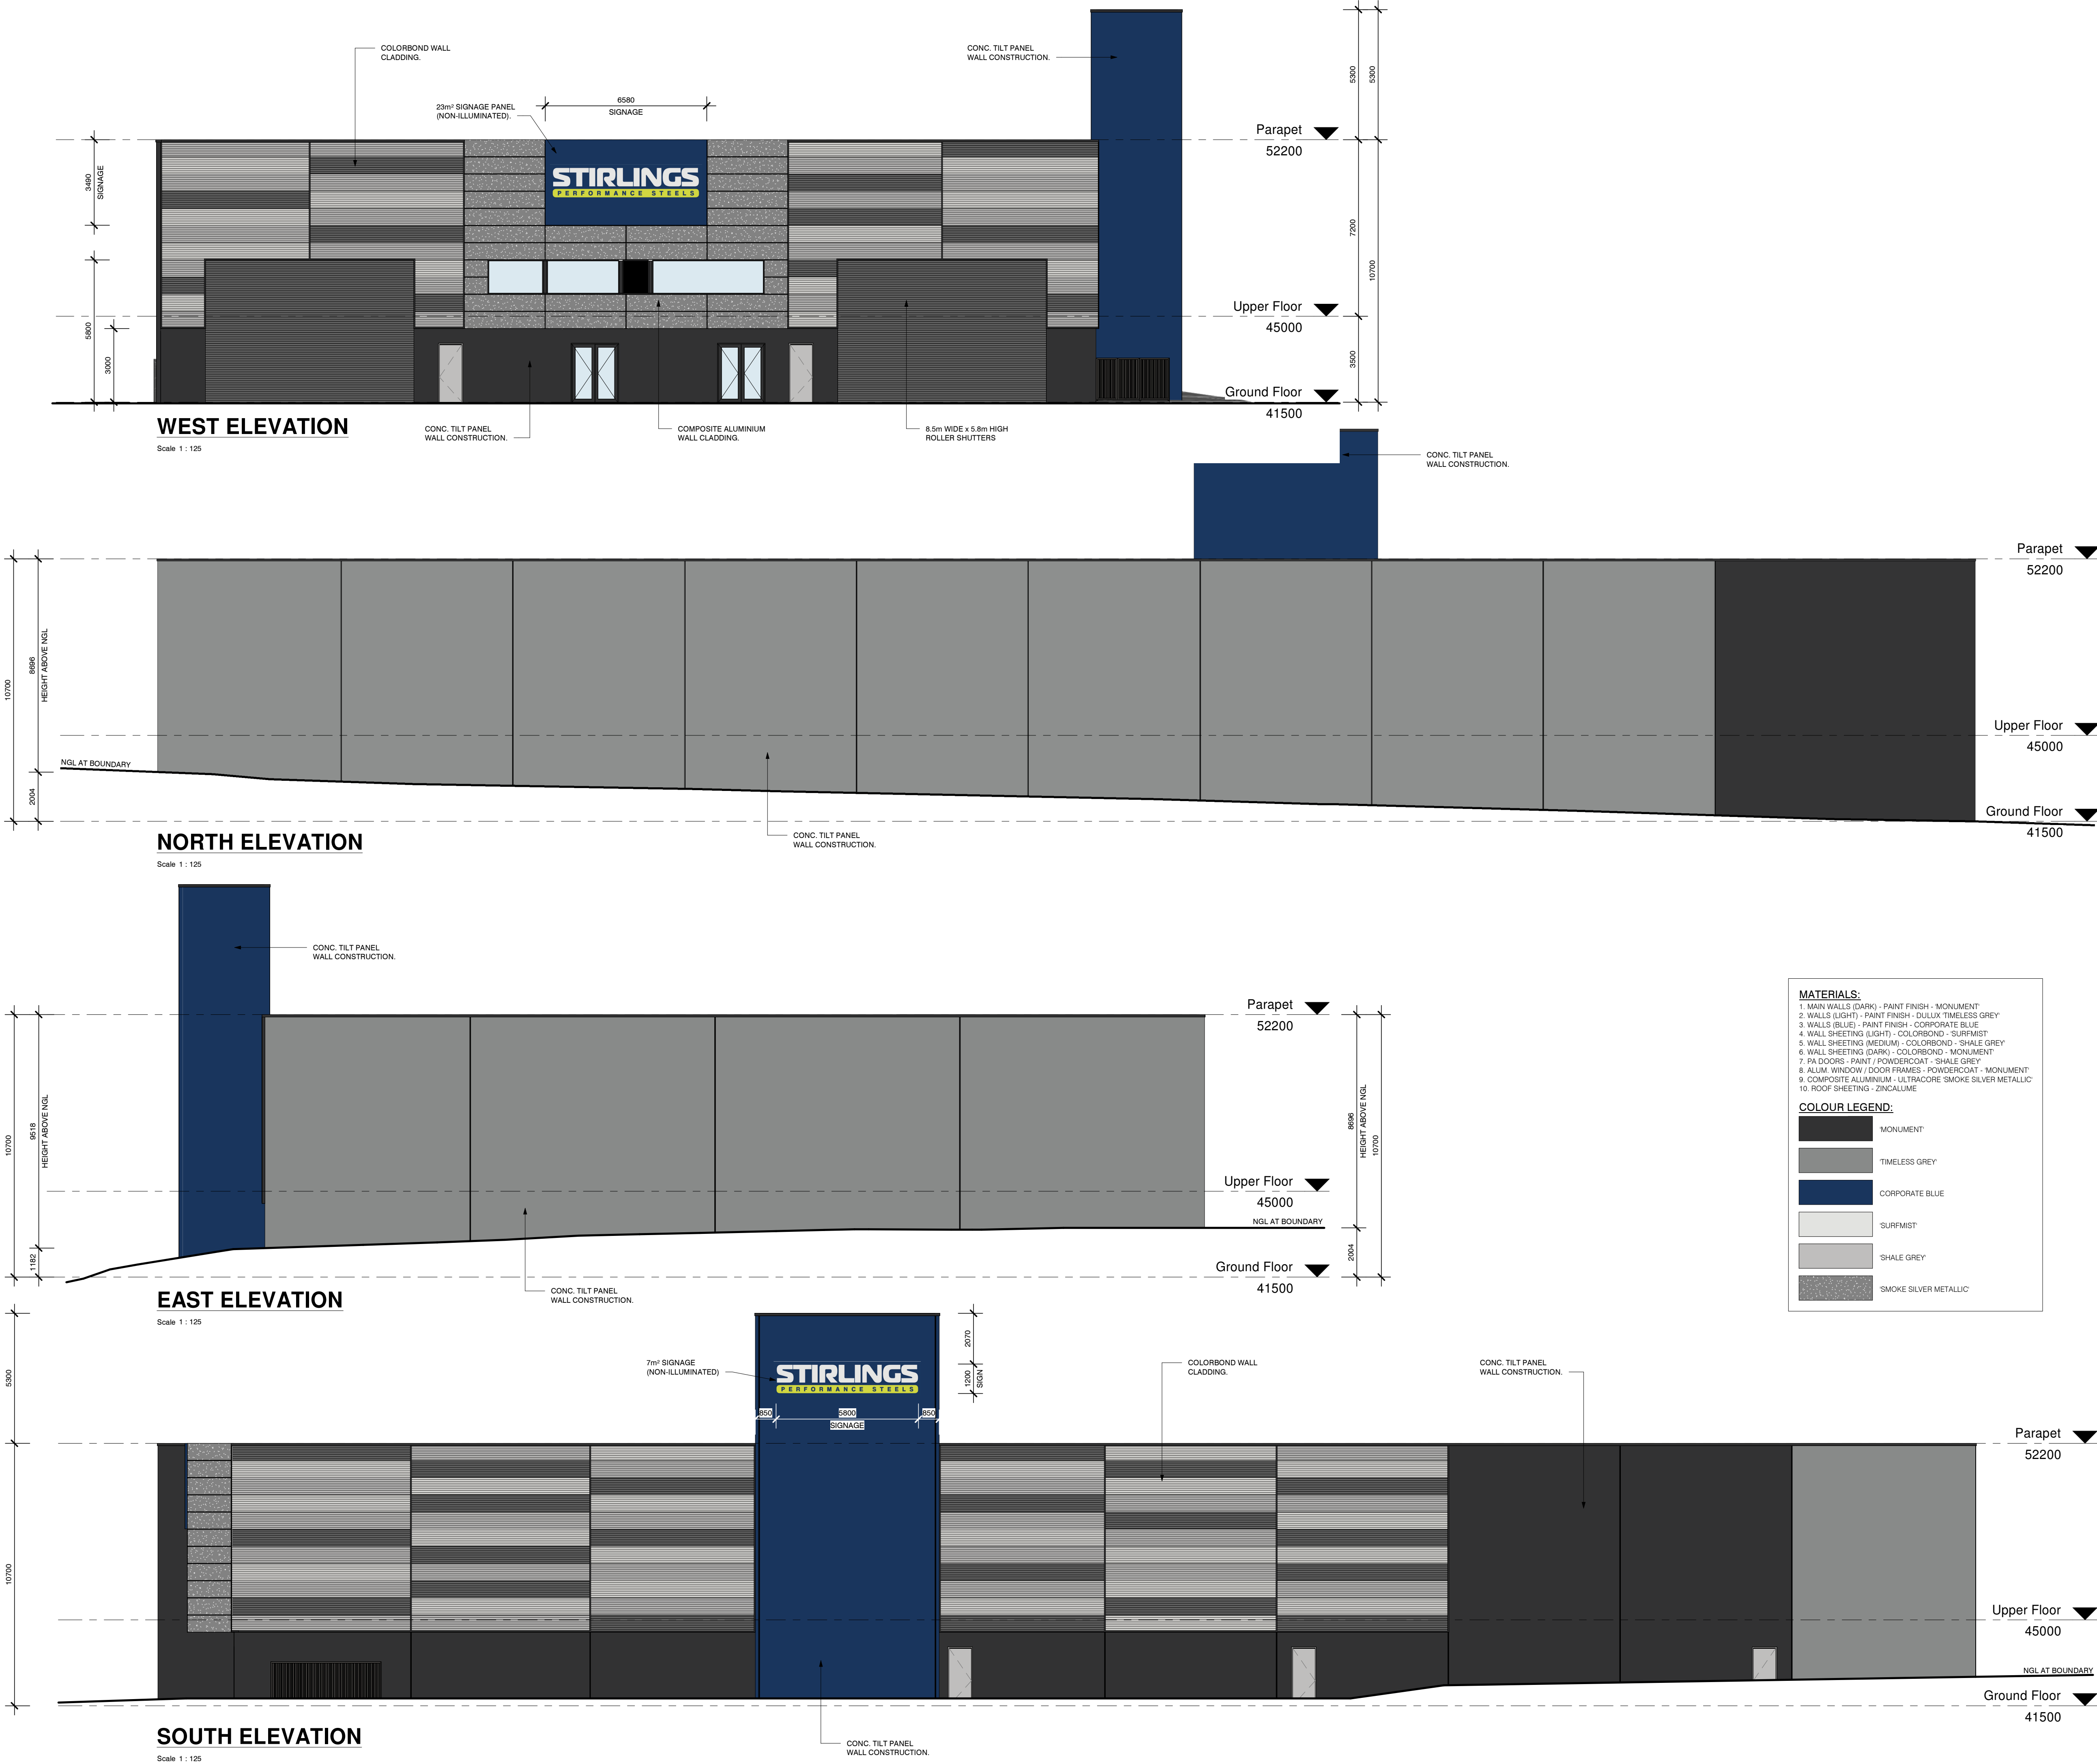 COLORBOND WALL
CLADDING.
CONC. TILT PANEL
WALL CONSTRUCTION.
23m² SIGNAGE PANEL
(NON-ILLUMINATED).
6580
SIGNAGE
5300
5300
Parapet
52200
3490
SIGNAGE
STIRLINGS
PERFORMANCE STEELS
7200
10700
Upper Floor
45000
5800
3000
3500
Ground Floor
41500
WEST ELEVATION
Scale 1 : 125
CONC. TILT PANEL
WALL CONSTRUCTION.
COMPOSITE ALUMINIUM
WALL CLADDING.
8.5m WIDE x 5.8m HIGH
ROLLER SHUTTERS
CONC. TILT PANEL
WALL CONSTRUCTION.
Parapet
52200
10700
8696
HEIGHT ABOVE NGL
Upper Floor
45000
NGL AT BOUNDARY
2004
Ground Floor
41500
NORTH ELEVATION
Scale 1 : 125
CONC. TILT PANEL
WALL CONSTRUCTION.
CONC. TILT PANEL
WALL CONSTRUCTION.
Parapet
52200
10700
9518
HEIGHT ABOVE NGL
8696
HEIGHT ABOVE NGL
10700
Upper Floor
45000
NGL AT BOUNDARY
1182
2004
Ground Floor
41500
EAST ELEVATION
Scale 1 : 125
CONC. TILT PANEL
WALL CONSTRUCTION.
MATERIALS:
1. MAIN WALLS (DARK) - PAINT FINISH - 'MONUMENT'
2. WALLS (LIGHT) - PAINT FINISH - DULUX 'TIMELESS GREY'
3. WALLS (BLUE) - PAINT FINISH - CORPORATE BLUE
4. WALL SHEETING (LIGHT) - COLORBOND - 'SURFMIST'
5. WALL SHEETING (MEDIUM) - COLORBOND - 'SHALE GREY'
6. WALL SHEETING (DARK) - COLORBOND - 'MONUMENT'
7. PA DOORS - PAINT / POWDERCOAT - 'SHALE GREY'
8. ALUM. WINDOW / DOOR FRAMES - POWDERCOAT - 'MONUMENT'
9. COMPOSITE ALUMINIUM - ULTRACORE 'SMOKE SILVER METALLIC'
10. ROOF SHEETING - ZINCALUME
COLOUR LEGEND:
'MONUMENT'
'TIMELESS GREY'
CORPORATE BLUE
'SURFMIST'
'SHALE GREY'
'SMOKE SILVER METALLIC'
5300
7m² SIGNAGE
(NON-ILLUMINATED)
STIRLINGS
PERFORMANCE STEELS
2070
1200
SIGN
850
5800
850
SIGNAGE
COLORBOND WALL
CLADDING.
CONC. TILT PANEL
WALL CONSTRUCTION.
Parapet
52200
10700
Upper Floor
45000
NGL AT BOUNDARY
Ground Floor
41500
SOUTH ELEVATION
Scale 1 : 125
CONC. TILT PANEL
WALL CONSTRUCTION.